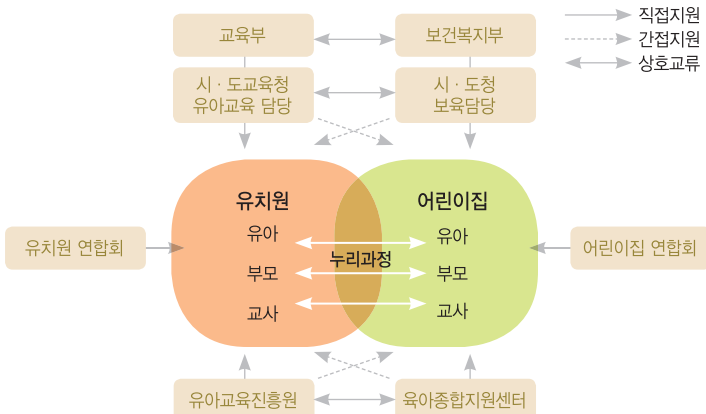 교육부
보건복지부
직접지원
간접지원
상호교류
시 · 도교육청
유아교육 담당
시 · 도청
보육담당
유치원
어린이집
유아
유아
유치원 연합회
어린이집 연합회
누리과정
부모
부모
교사
교사
유아교육진흥원
육아종합지원센터